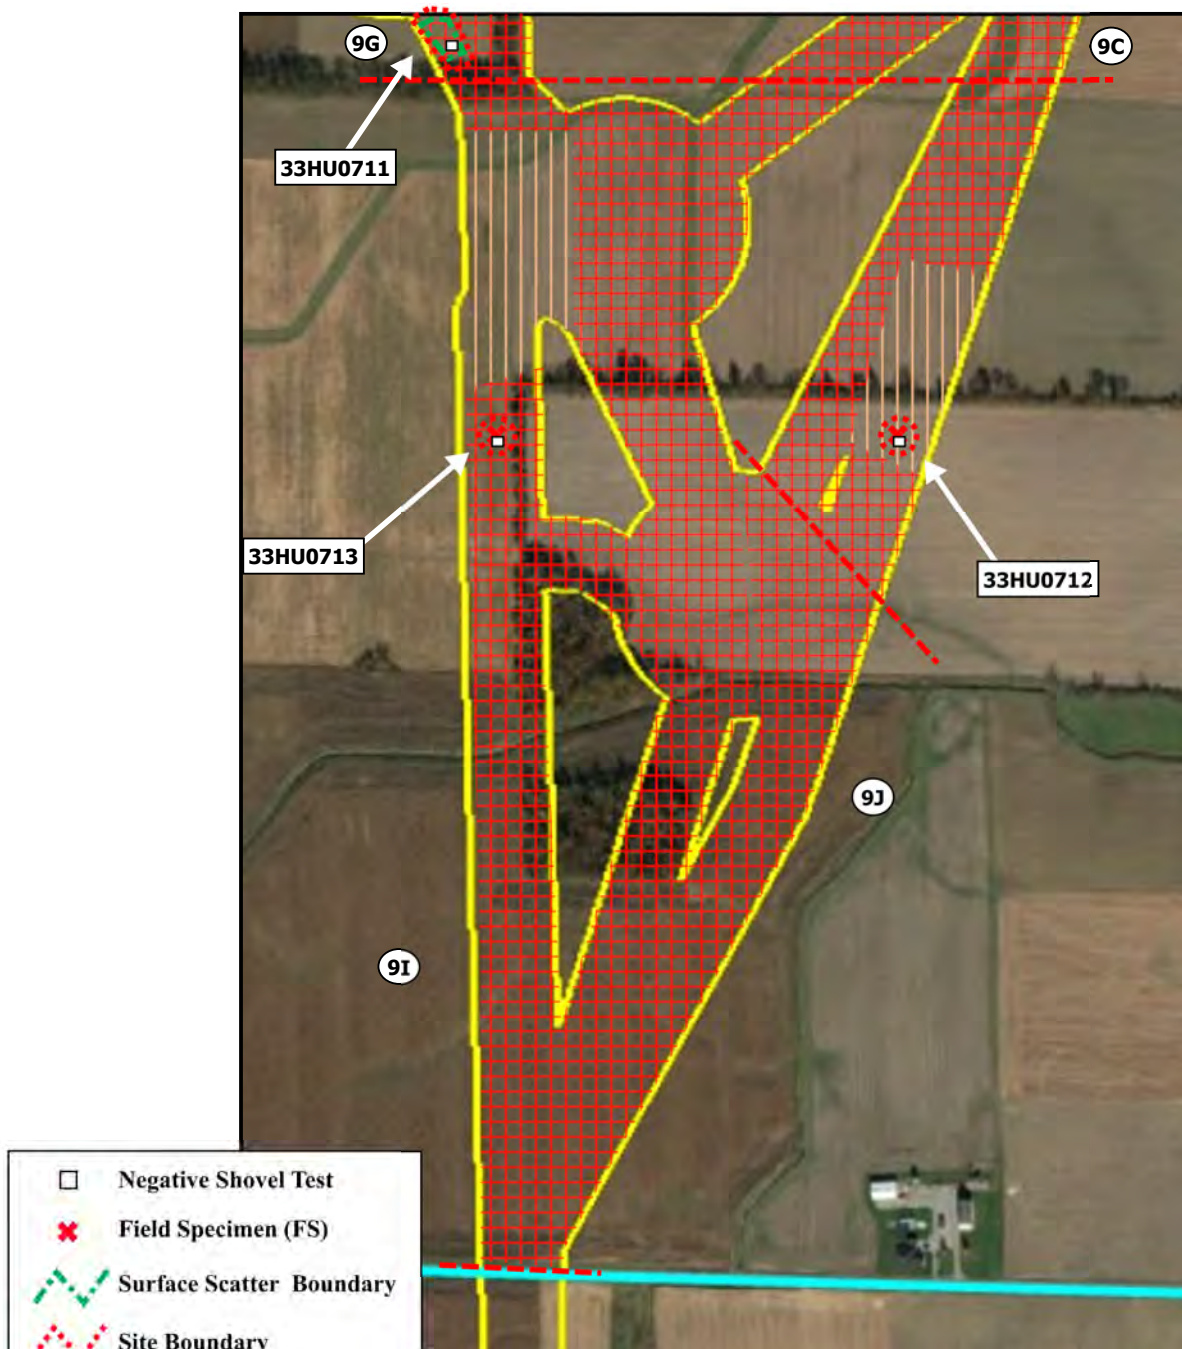 9G
9C
33HU0711
33HU0713
33HU0712
9J
9I
Negative Shovel Test
Field Specimen (FS)
Surface Scatter Boundary
Site Boundary